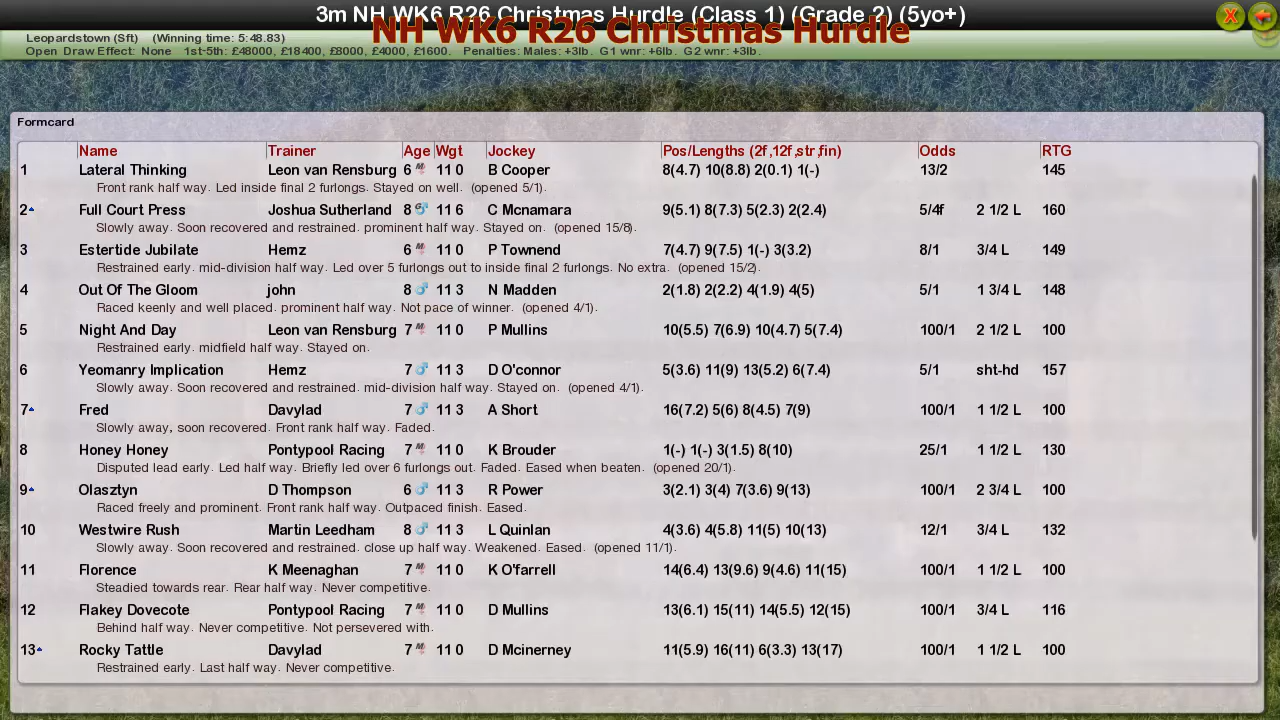 3m NH WK6 R26 Christmas Hurdle (Class 1) (Grade 2) (5yo+)
NH WK6 R26 Christmas Hurdle
Leopardstown (Sft) (Winning time: 5:48.83)
Open Draw Effect: None. 1st-5th: £48000, £18400, £8000, £4000, £1600. Penalties: Males: +3lb. G1 wnr: +6lb. G2 wnr: +3lb.
Formcard
Name Trainer Age Wgt Jockey Pos/Lengths (2f,12f,str,fin) Odds RTG
1 Lateral Thinking Leon van Rensburg 6 11 0 B Cooper 8(4.7) 10(8.8) 2(0.1) 1(-) 13/2 145
Front rank half way. Led inside final 2 furlongs. Stayed on well. (opened 5/1).
2 Full Court Press Joshua Sutherland 8 11 6 C Mcnamara 9(5.1) 8(7.3) 5(2.3) 2(2.4) 5/4f 2 1/2 L 160
Slowly away. Soon recovered and restrained. prominent half way. Stayed on. (opened 15/8).
3 Estertide Jubilate Hemz 6 11 0 P Townend 7(4.7) 9(7.5) 1(-) 3(3.2) 8/1 3/4 L 149
Restrained early. mid-division half way. Led over 5 furlongs out to inside final 2 furlongs. No extra. (opened 15/2).
4 Out Of The Gloom john 8 11 3 N Madden 2(1.8) 2(2.2) 4(1.9) 4(5) 5/1 1 3/4 L 148
Raced keenly and well placed. prominent half way. Not pace of winner. (opened 4/1).
5 Night And Day Leon van Rensburg 7 11 0 P Mullins 10(5.5) 7(6.9) 10(4.7) 5(7.4) 100/1 2 1/2 L 100
Restrained early. midfield half way. Stayed on.
6 Yeomanry Implication Hemz 7 11 3 D O'connor 5(3.6) 11(9) 13(5.2) 6(7.4) 5/1 sht-hd 157
Slowly away. Soon recovered and restrained. mid-division half way. Stayed on. (opened 4/1).
7 Fred Davylad 7 11 3 A Short 16(7.2) 5(6) 8(4.5) 7(9) 100/1 1 1/2 L 100
Slowly away, soon recovered. Front rank half way. Faded.
8 Honey Honey Pontypool Racing 7 11 0 K Brouder 1(-) 1(-) 3(1.5) 8(10) 25/1 1 1/2 L 130
Disputed lead early. Led half way. Briefly led over 6 furlongs out. Faded. Eased when beaten. (opened 20/1).
9 Olasztyn D Thompson 6 11 3 R Power 3(2.1) 3(4) 7(3.6) 9(13) 100/1 2 3/4 L 100
Raced freely and prominent. Front rank half way. Outpaced finish. Eased.
10 Westwire Rush Martin Leedham 8 11 3 L Quinlan 4(3.6) 4(5.8) 11(5) 10(13) 12/1 3/4 L 132
Slowly away. Soon recovered and restrained. close up half way. Weakened. Eased. (opened 11/1).
11 Florence K Meenaghan 7 11 0 K O'farrell 14(6.4) 13(9.6) 9(4.6) 11(15) 100/1 1 1/2 L 100
Steadied towards rear. Rear half way. Never competitive.
12 Flakey Dovecote Pontypool Racing 7 11 0 D Mullins 13(6.1) 15(11) 14(5.5) 12(15) 100/1 3/4 L 116
Behind half way. Never competitive. Not persevered with.
13 Rocky Tattle Davylad 7 11 0 D Mcinerney 11(5.9) 16(11) 6(3.3) 13(17) 100/1 1 1/2 L 100
Restrained early. Last half way. Never competitive.